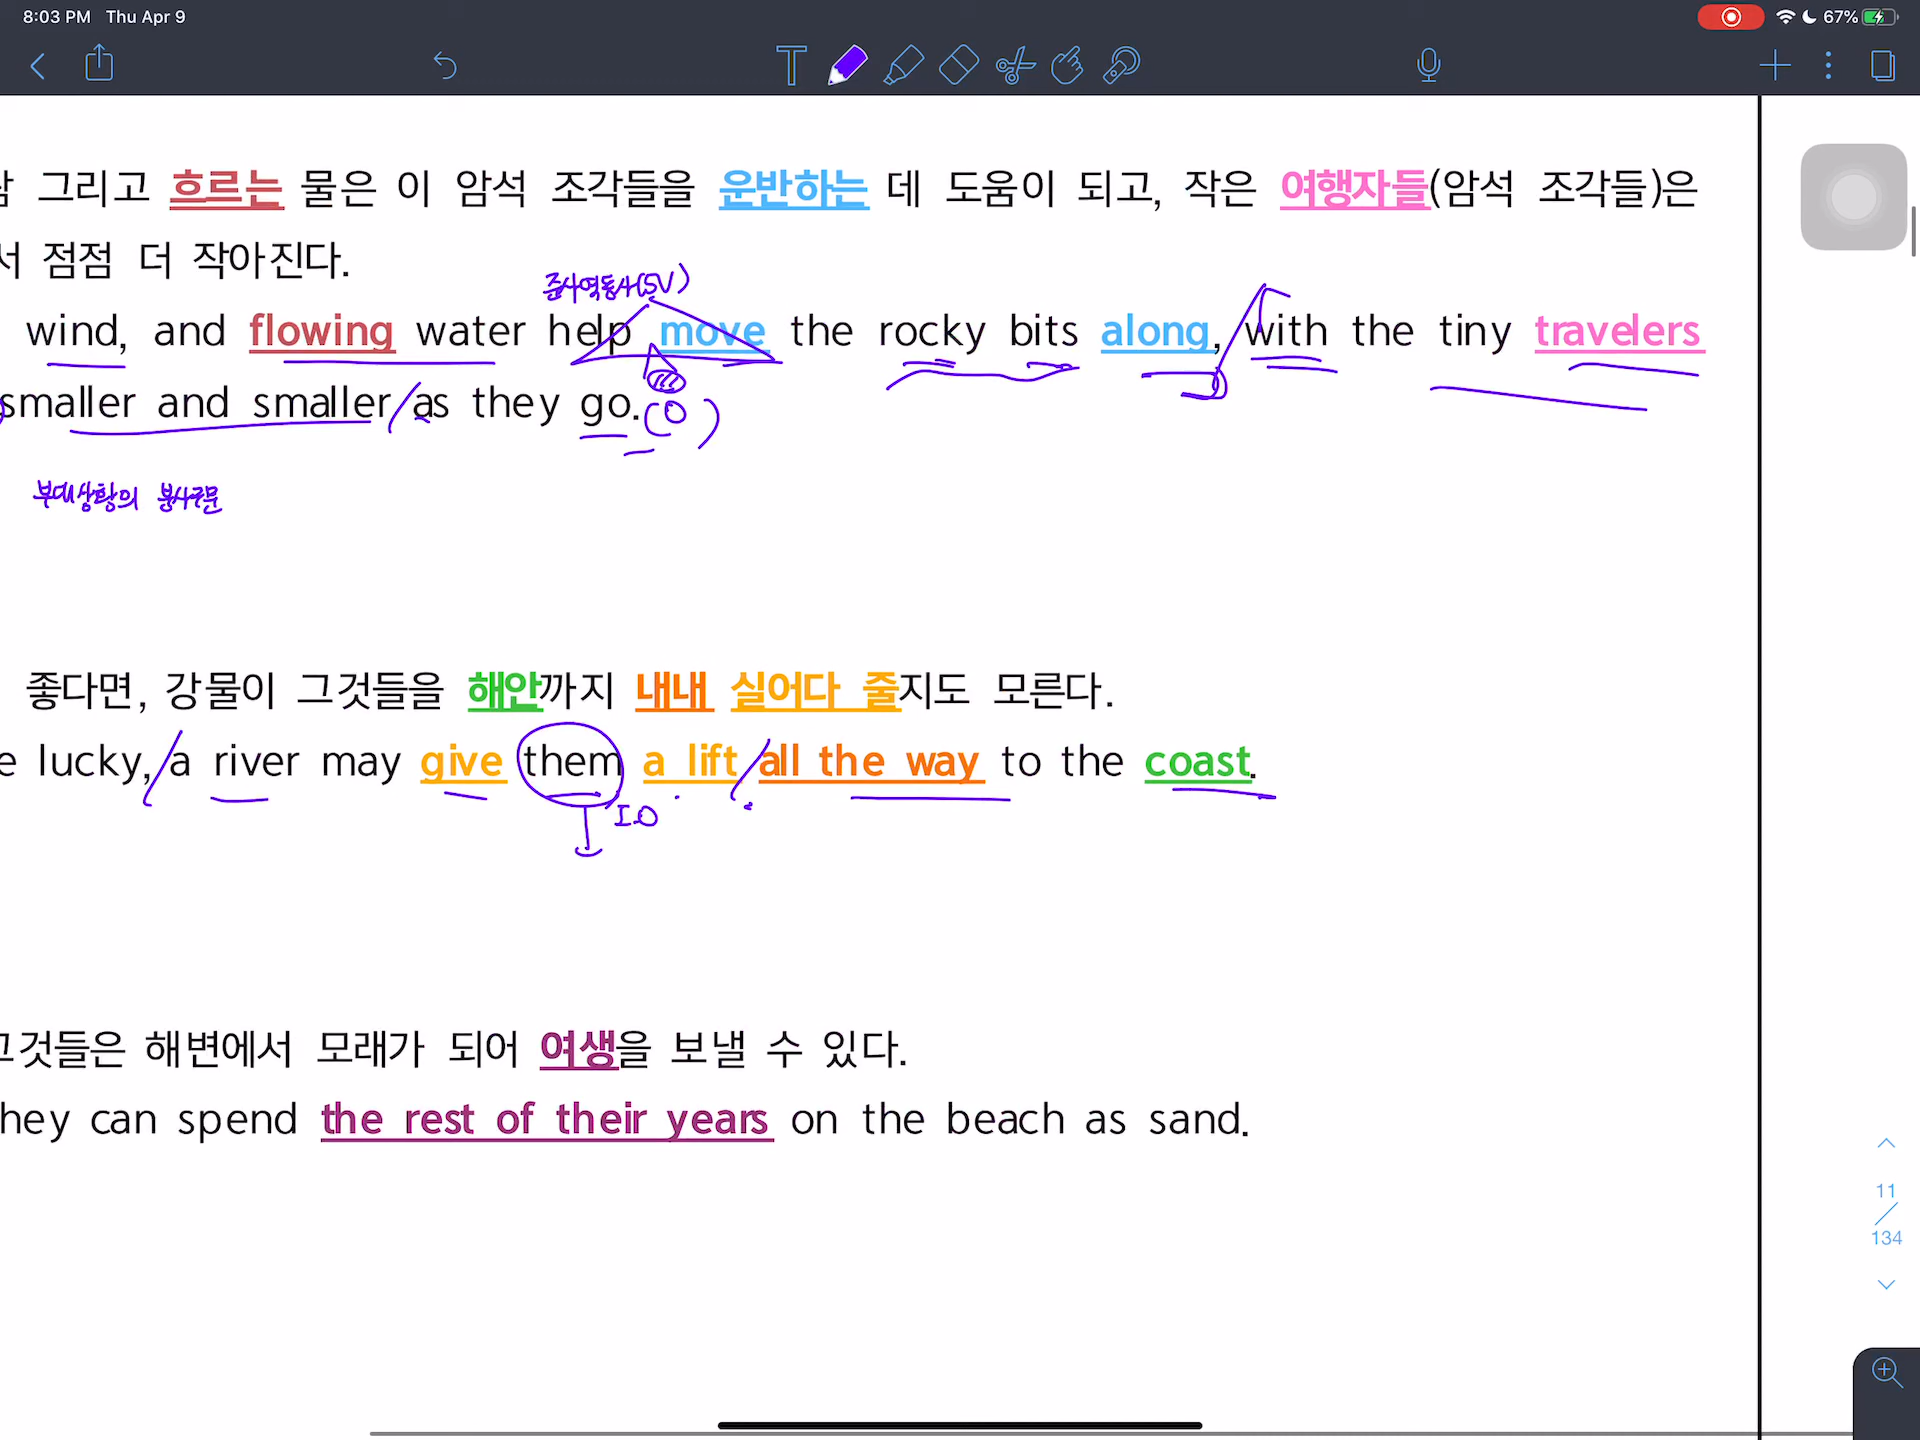 8:03 PM Thu Apr 9
67%
그리고 흐르는 물은 이 암석 조각들을 운반하는 데 도움이 되고, 작은 여행자들(암석 조각들)은
서 점점 더 작아진다.
준사역동사(SV)
wind, and flowing water help move the rocky bits along, with the tiny travelers
smaller and smaller as they go.
(O)
부대상황의 분사구문
좋다면, 강물이 그것들을 해안까지 내내 실어다 줄지도 모른다.
e lucky, a river may give them a lift all the way to the coast.
I.O
그것들은 해변에서 모래가 되어 여생을 보낼 수 있다.
hey can spend the rest of their years on the beach as sand.
11
134